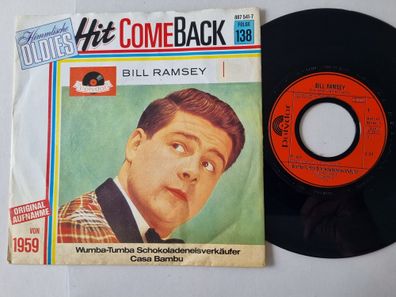 Himmlische
OLDIES
Hit COMEBACK
887 541-7
FOLGE
138
BILL RAMSEY
Polydor
ORIGINAL
AUFNAHME
VON
1959
Wumba-Tumba Schokoladeneisverkäufer
Casa Bambu
BILL RAMSEY
Polydor